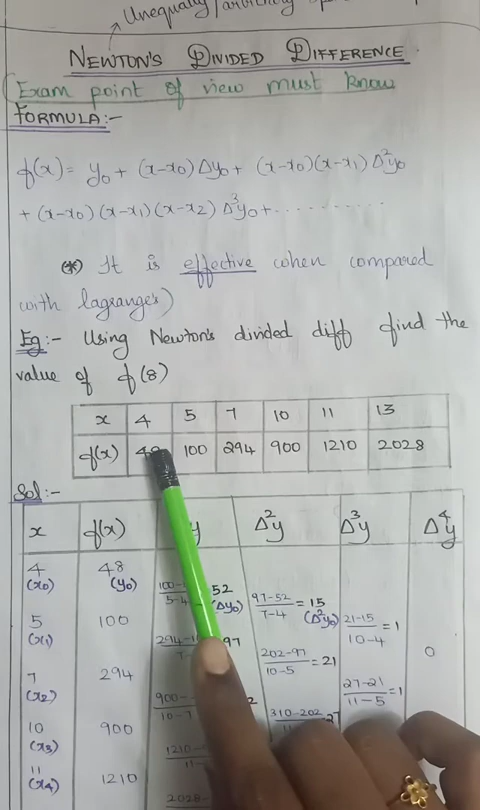 Unequally/arbitrary
NEWTON'S DIVIDED DIFFERENCE
(Exam point of view must know
FORMULA:-
f(x) = y₀ + (x-x₀) Δy₀ + (x-x₀)(x-x₁) Δ²y₀
+ (x-x₀) (x-x₁) (x-x₂) Δ³y₀ + ..........
(*) It is effective when compared
with lagranges)
Eg:- Using Newton's divided diff find the
value of f(8)
x 4 5 7 10 11 13
f(x) 48 100 294 900 1210 2028
Sol:-
x f(x) y Δ²y Δ³y Δ⁴y
4 48
(x₀) (y₀) 5-4 52 (Δy₀) 97-52/7-4 = 15 (Δ²y₀) 21-15/10-4 = 1
5 100
(x₁) 97 202-97/10-5 = 21 0
7 294
(x₂) 900- 10-7 310-202 27 27-21/11-5 = 1
10 900
(x₃) 1210- 11-
11 1210
(x₄) 2028-